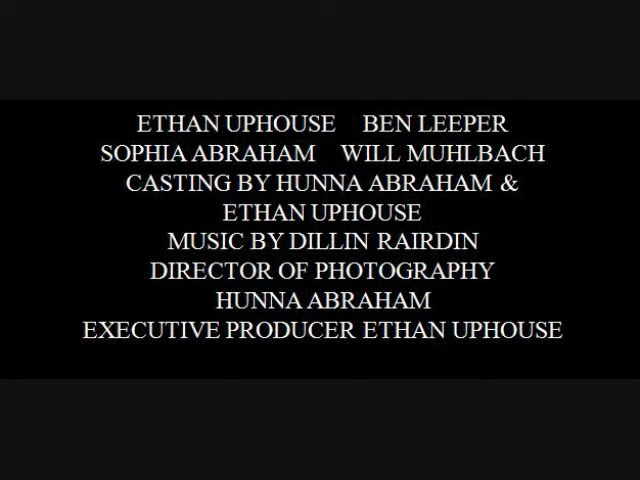 ETHAN UPHOUSE BEN LEEPER
SOPHIA ABRAHAM WILL MUHLBACH
CASTING BY HUNNA ABRAHAM &
ETHAN UPHOUSE
MUSIC BY DILLIN RAIRDIN
DIRECTOR OF PHOTOGRAPHY
HUNNA ABRAHAM
EXECUTIVE PRODUCER ETHAN UPHOUSE